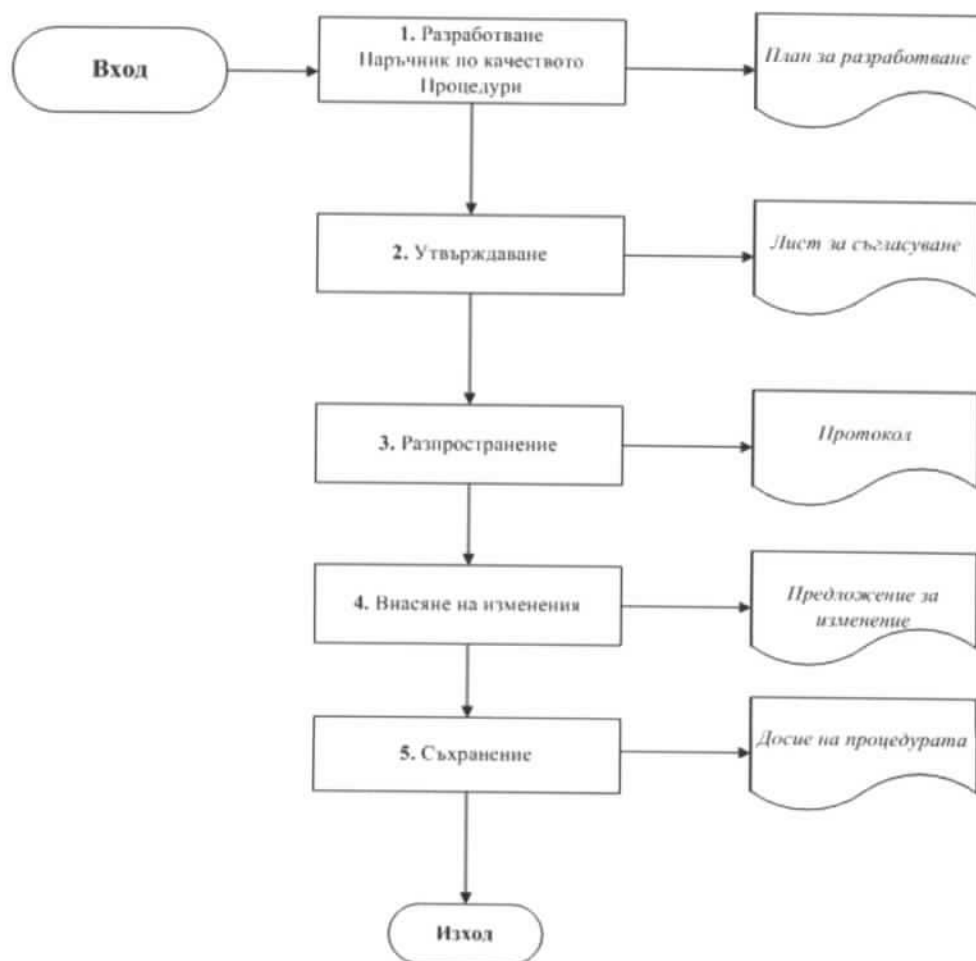 Вход
1. Разработване
Наръчник по качеството
Процедури
План за разработване
2. Утвърждаване
Лист за съгласуване
3. Разпространение
Протокол
4. Внасяне на изменения
Предложение за
изменение
5. Съхранение
Досие на процедурата
Изход